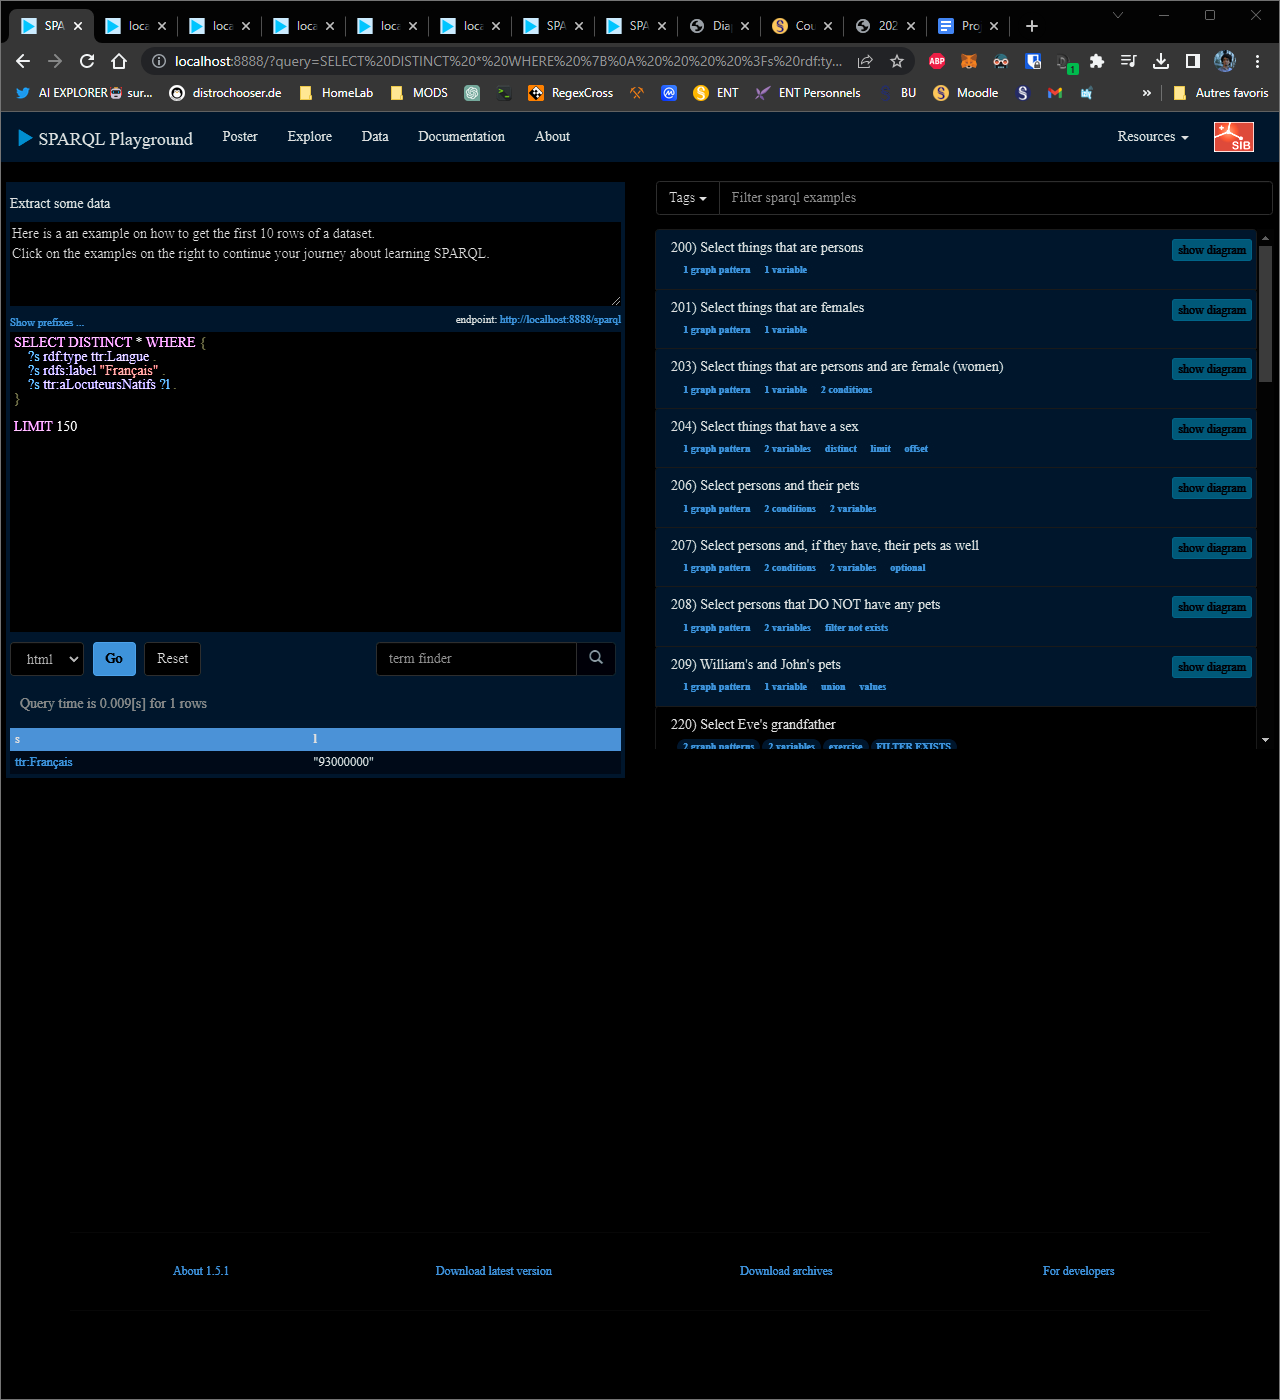 SPA
loca
loca
loca
loca
loca
SPA
SPA
Dia
Cou
202
Pro
localhost:8888/?query=SELECT%20DISTINCT%20*%20WHERE%20%7B%0A%20%20%20%20%3Fs%20rdf:ty...
ABP
1
AI EXPLORER
sur...
distrochooser.de
HomeLab
MODS
RegexCross
ENT
ENT Personnels
BU
Moodle
»
Autres favoris
SPARQL Playground
Poster
Explore
Data
Documentation
About
Resources
SIB
Extract some data
Here is a an example on how to get the first 10 rows of a dataset.
Click on the examples on the right to continue your journey about learning SPARQL.
Show prefixes ...
endpoint: http://localhost:8888/sparql
SELECT DISTINCT * WHERE {
?s rdf:type ttr:Langue .
?s rdfs:label "Français" .
?s ttr:aLocuteursNatifs ?l .
}
LIMIT 150
html
Go
Reset
term finder
Query time is 0.009[s] for 1 rows
s
l
ttr:Français
"93000000"
Tags
Filter sparql examples
200) Select things that are persons
show diagram
1 graph pattern 1 variable
201) Select things that are females
show diagram
1 graph pattern 1 variable
203) Select things that are persons and are female (women)
show diagram
1 graph pattern 1 variable 2 conditions
204) Select things that have a sex
show diagram
1 graph pattern 2 variables distinct limit offset
206) Select persons and their pets
show diagram
1 graph pattern 2 conditions 2 variables
207) Select persons and, if they have, their pets as well
show diagram
1 graph pattern 2 conditions 2 variables optional
208) Select persons that DO NOT have any pets
show diagram
1 graph pattern 2 variables filter not exists
209) William's and John's pets
show diagram
1 graph pattern 1 variable union values
220) Select Eve's grandfather
2 graph patterns 2 variables exercise FILTER EXISTS
About 1.5.1
Download latest version
Download archives
For developers